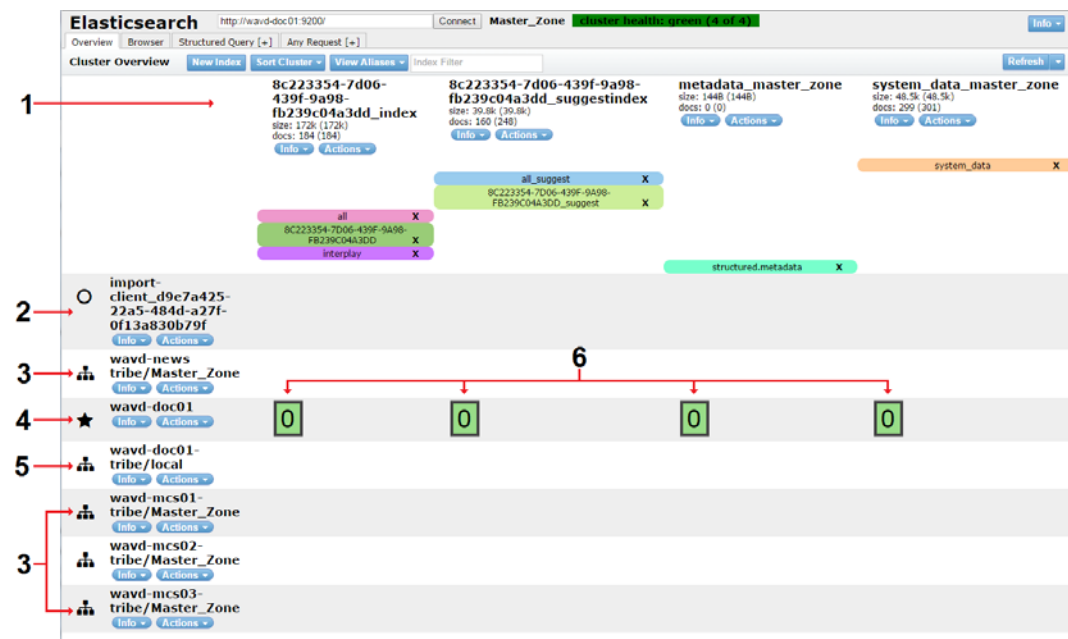 Elasticsearch http://wavd-doc01:9200/ Connect Master_Zone cluster health: green (4 of 4) Info
Overview Browser Structured Query [+] Any Request [+]
Cluster Overview New Index Sort Cluster View Aliases Index Filter Refresh
1
8c223354-7d06-
439f-9a98-
fb239c04a3dd_index
size: 172k (172k)
docs: 184 (184)
Info Actions
8c223354-7d06-439f-9a98-
fb239c04a3dd_suggestindex
size: 39.8k (39.8k)
docs: 160 (248)
Info Actions
metadata_master_zone
size: 144B (144B)
docs: 0 (0)
Info Actions
system_data_master_zone
size: 48.5k (48.5k)
docs: 299 (301)
Info Actions
system_data X
all_suggest X
8C223354-7D06-439F-9A98-
FB239C04A3DD_suggest X
all X
8C223354-7D06-439F-9A98-
FB239C04A3DD X
interplay X
structured.metadata X
2
import-
client_d9e7a425-
22a5-484d-a27f-
0f13a830b79f
Info Actions
3
wavd-news
tribe/Master_Zone
Info Actions
6
4
wavd-doc01
Info Actions
0 0 0 0
5
wavd-doc01-
tribe/local
Info Actions
3
wavd-mcs01-
tribe/Master_Zone
Info Actions
wavd-mcs02-
tribe/Master_Zone
Info Actions
wavd-mcs03-
tribe/Master_Zone
Info Actions